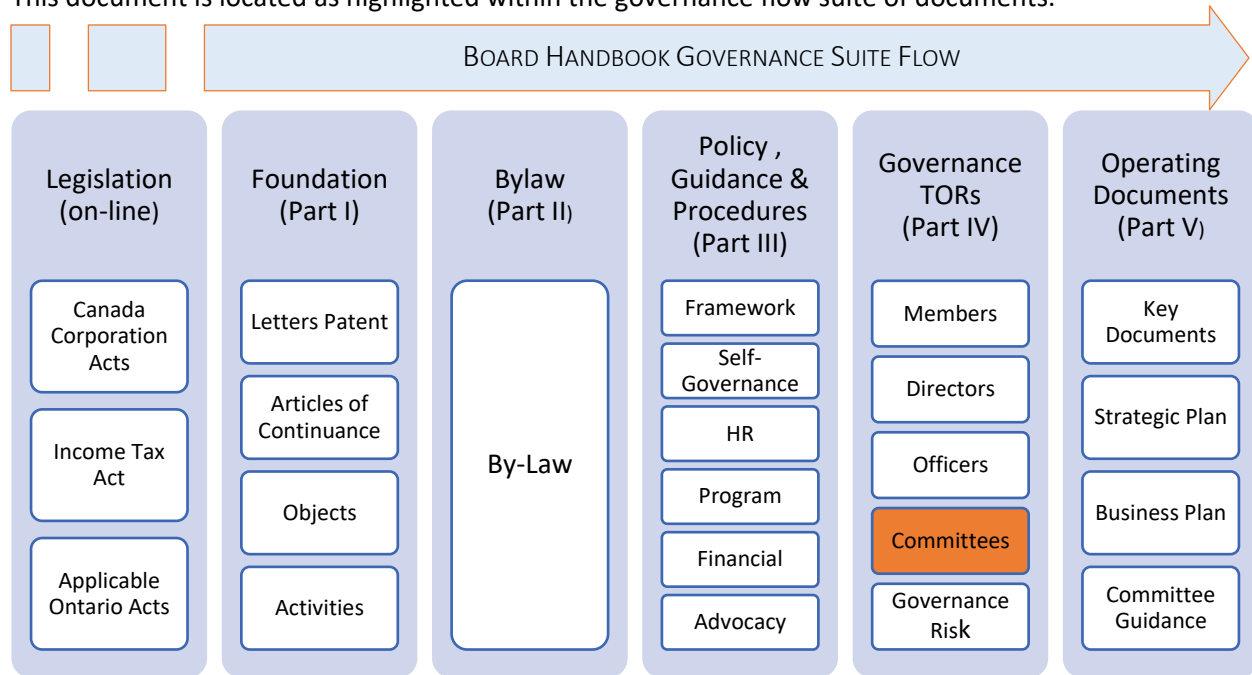 This document is located as highlighted within the governance flow suite of documents.
BOARD HANDBOOK GOVERNANCE SUITE FLOW
Legislation
(on-line)
Canada
Corporation
Acts
Income Tax
Act
Applicable
Ontario Acts
Foundation
(Part I)
Letters Patent
Articles of
Continuance
Objects
Activities
Bylaw
(Part II)
By-Law
Policy ,
Guidance &
Procedures
(Part III)
Framework
Self-
Governance
HR
Program
Financial
Advocacy
Governance
TORs
(Part IV)
Members
Directors
Officers
Committees
Governance
Risk
Operating
Documents
(Part V)
Key
Documents
Strategic Plan
Business Plan
Committee
Guidance